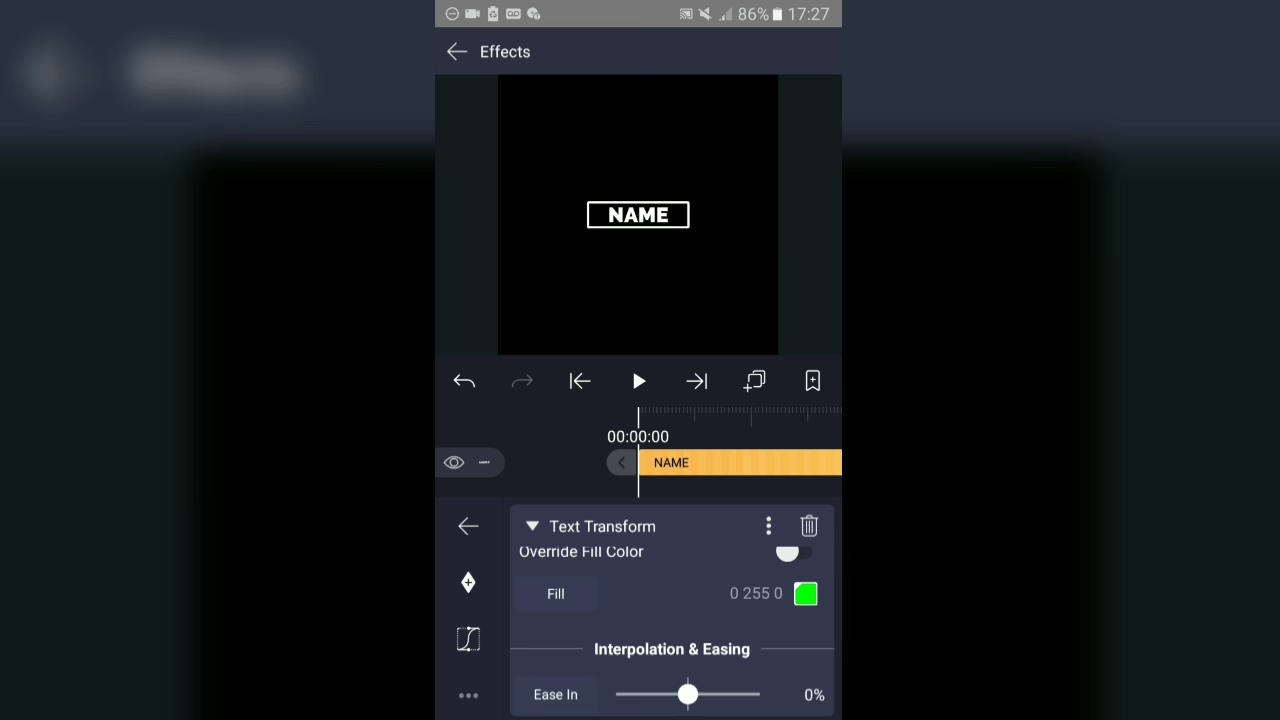 86% 17:27
Effects
NAME
00:00:00
NAME
Text Transform
Override Fill Color
Fill 0 255 0
Interpolation & Easing
Ease In 0%